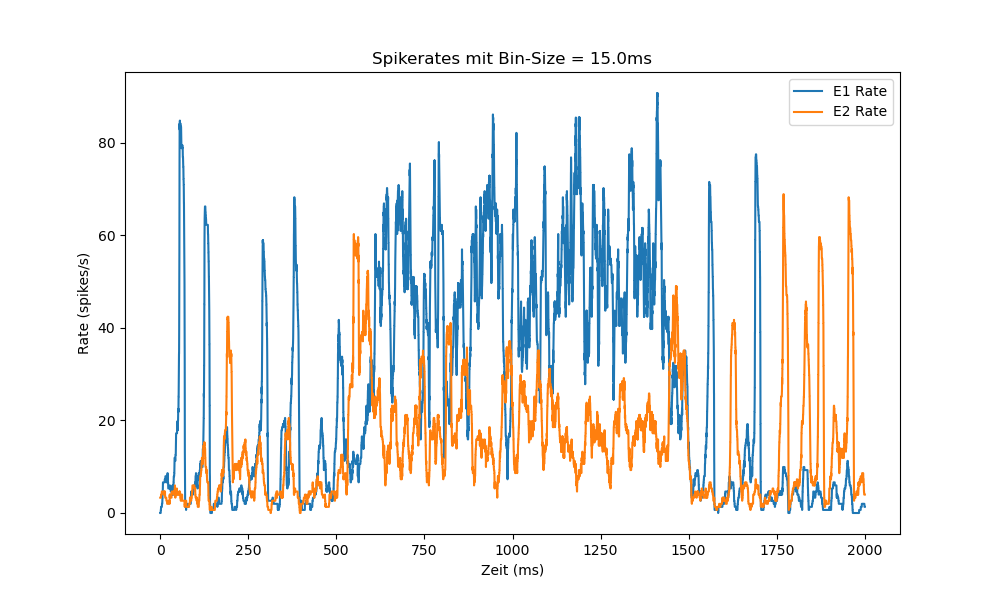 Spikerates mit Bin-Size = 15.0ms
E1 Rate
E2 Rate
Rate (spikes/s)
80
60
40
20
0
0 250 500 750 1000 1250 1500 1750 2000
Zeit (ms)